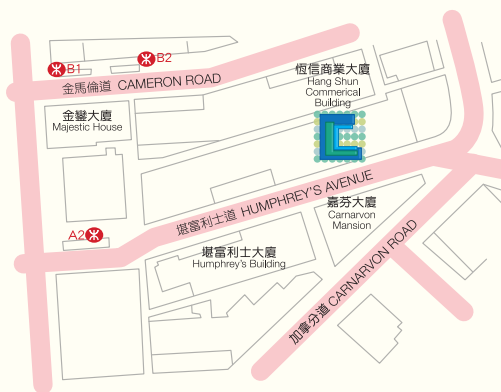 B2
B1
金馬倫道 CAMERON ROAD
恆信商業大廈
Hang Shun
Commerical
Building
金鑾大廈
Majestic House
堪富利士道 HUMPHREY'S AVENUE
嘉芬大廈
Carnarvon
Mansion
A2
堪富利士大廈
Humphrey's Building
加拿分道 CARNARVON ROAD